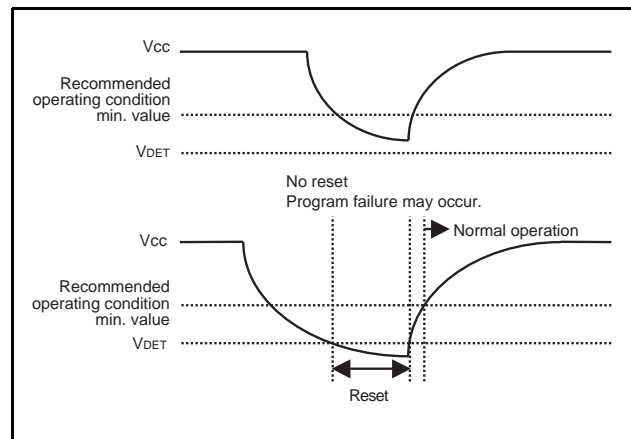 Vcc
Recommended
operating condition
min. value
VDET
No reset
Program failure may occur.
Normal operation
Vcc
Recommended
operating condition
min. value
VDET
Reset